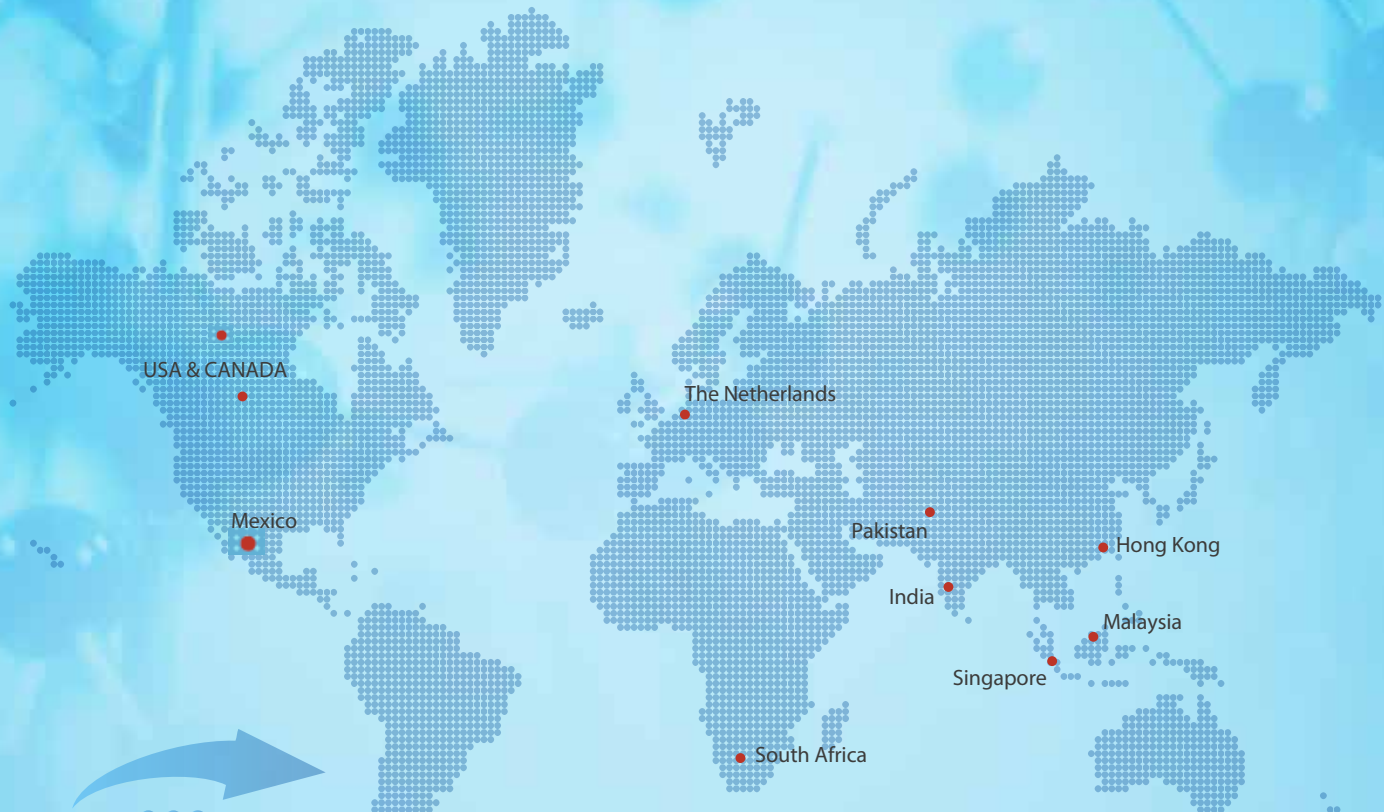 USA & CANADA
The Netherlands
Mexico
Pakistan
Hong Kong
India
Malaysia
Singapore
South Africa